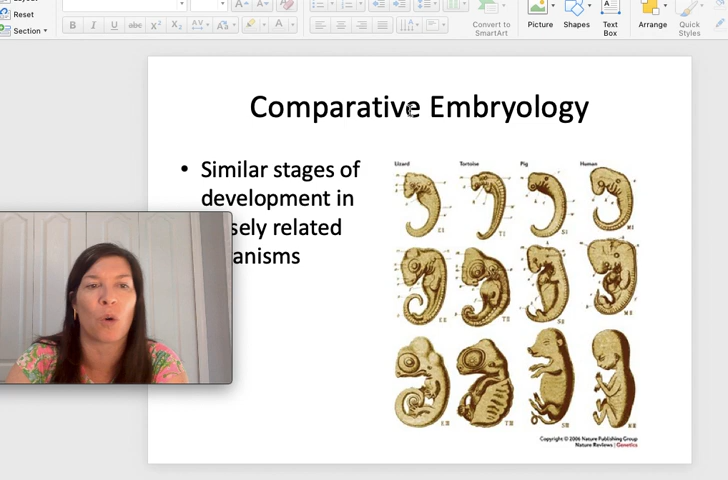 Reset
Section
Convert to
SmartArt
Picture
Shapes
Text
Box
Arrange
Quick
Styles
Comparative Embryology
• Similar stages of
development in
sely related
anisms
Lizard Tortoise Pig Human
Copyright © 2006 Nature Publishing Group
Nature Reviews | Genetics